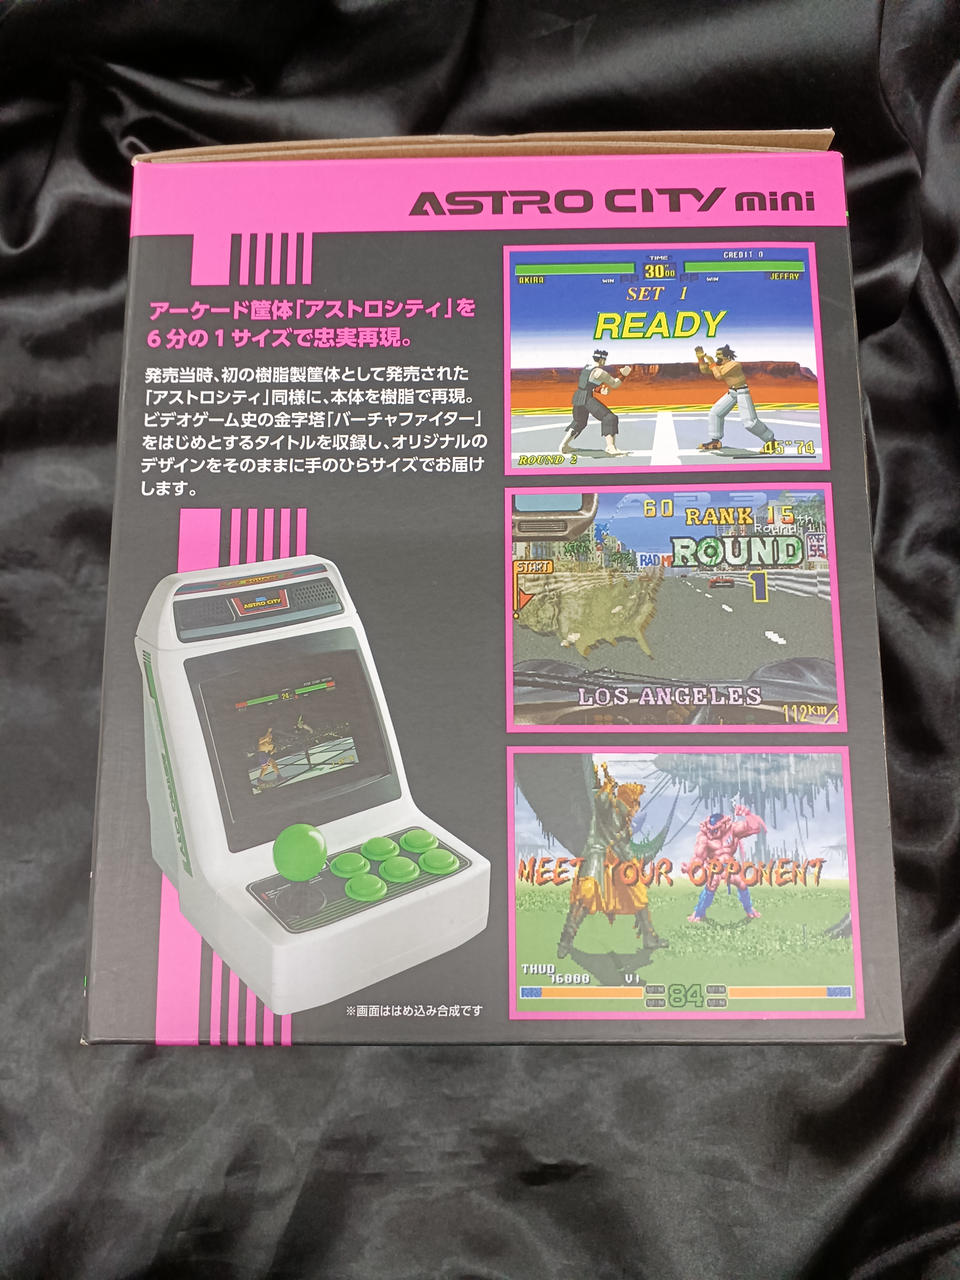 ASTRO CITY mini
アーケード筐体「アストロシティ」を
6分の1サイズで忠実再現。
発売当時、初の樹脂製筐体として発売された
「アストロシティ」同様に、本体を樹脂で再現。
ビデオゲーム史の金字塔「バーチャファイター」
をはじめとするタイトルを収録し、オリジナルの
デザインをそのままに手のひらサイズでお届け
します。
ASTRO CITY
※画面ははめ込み合成です
TIME
CREDIT 0
30"00
AKIRA
WIN
WIN
JEFFRY
SET 1
READY
ROUND 2
45"74
60 RANK 15th
Round 1
ROUND
1
RAD M
55
START
LOS ANGELES
112km/
MEET YOUR OPPONENT
THUD
16000
V1
84